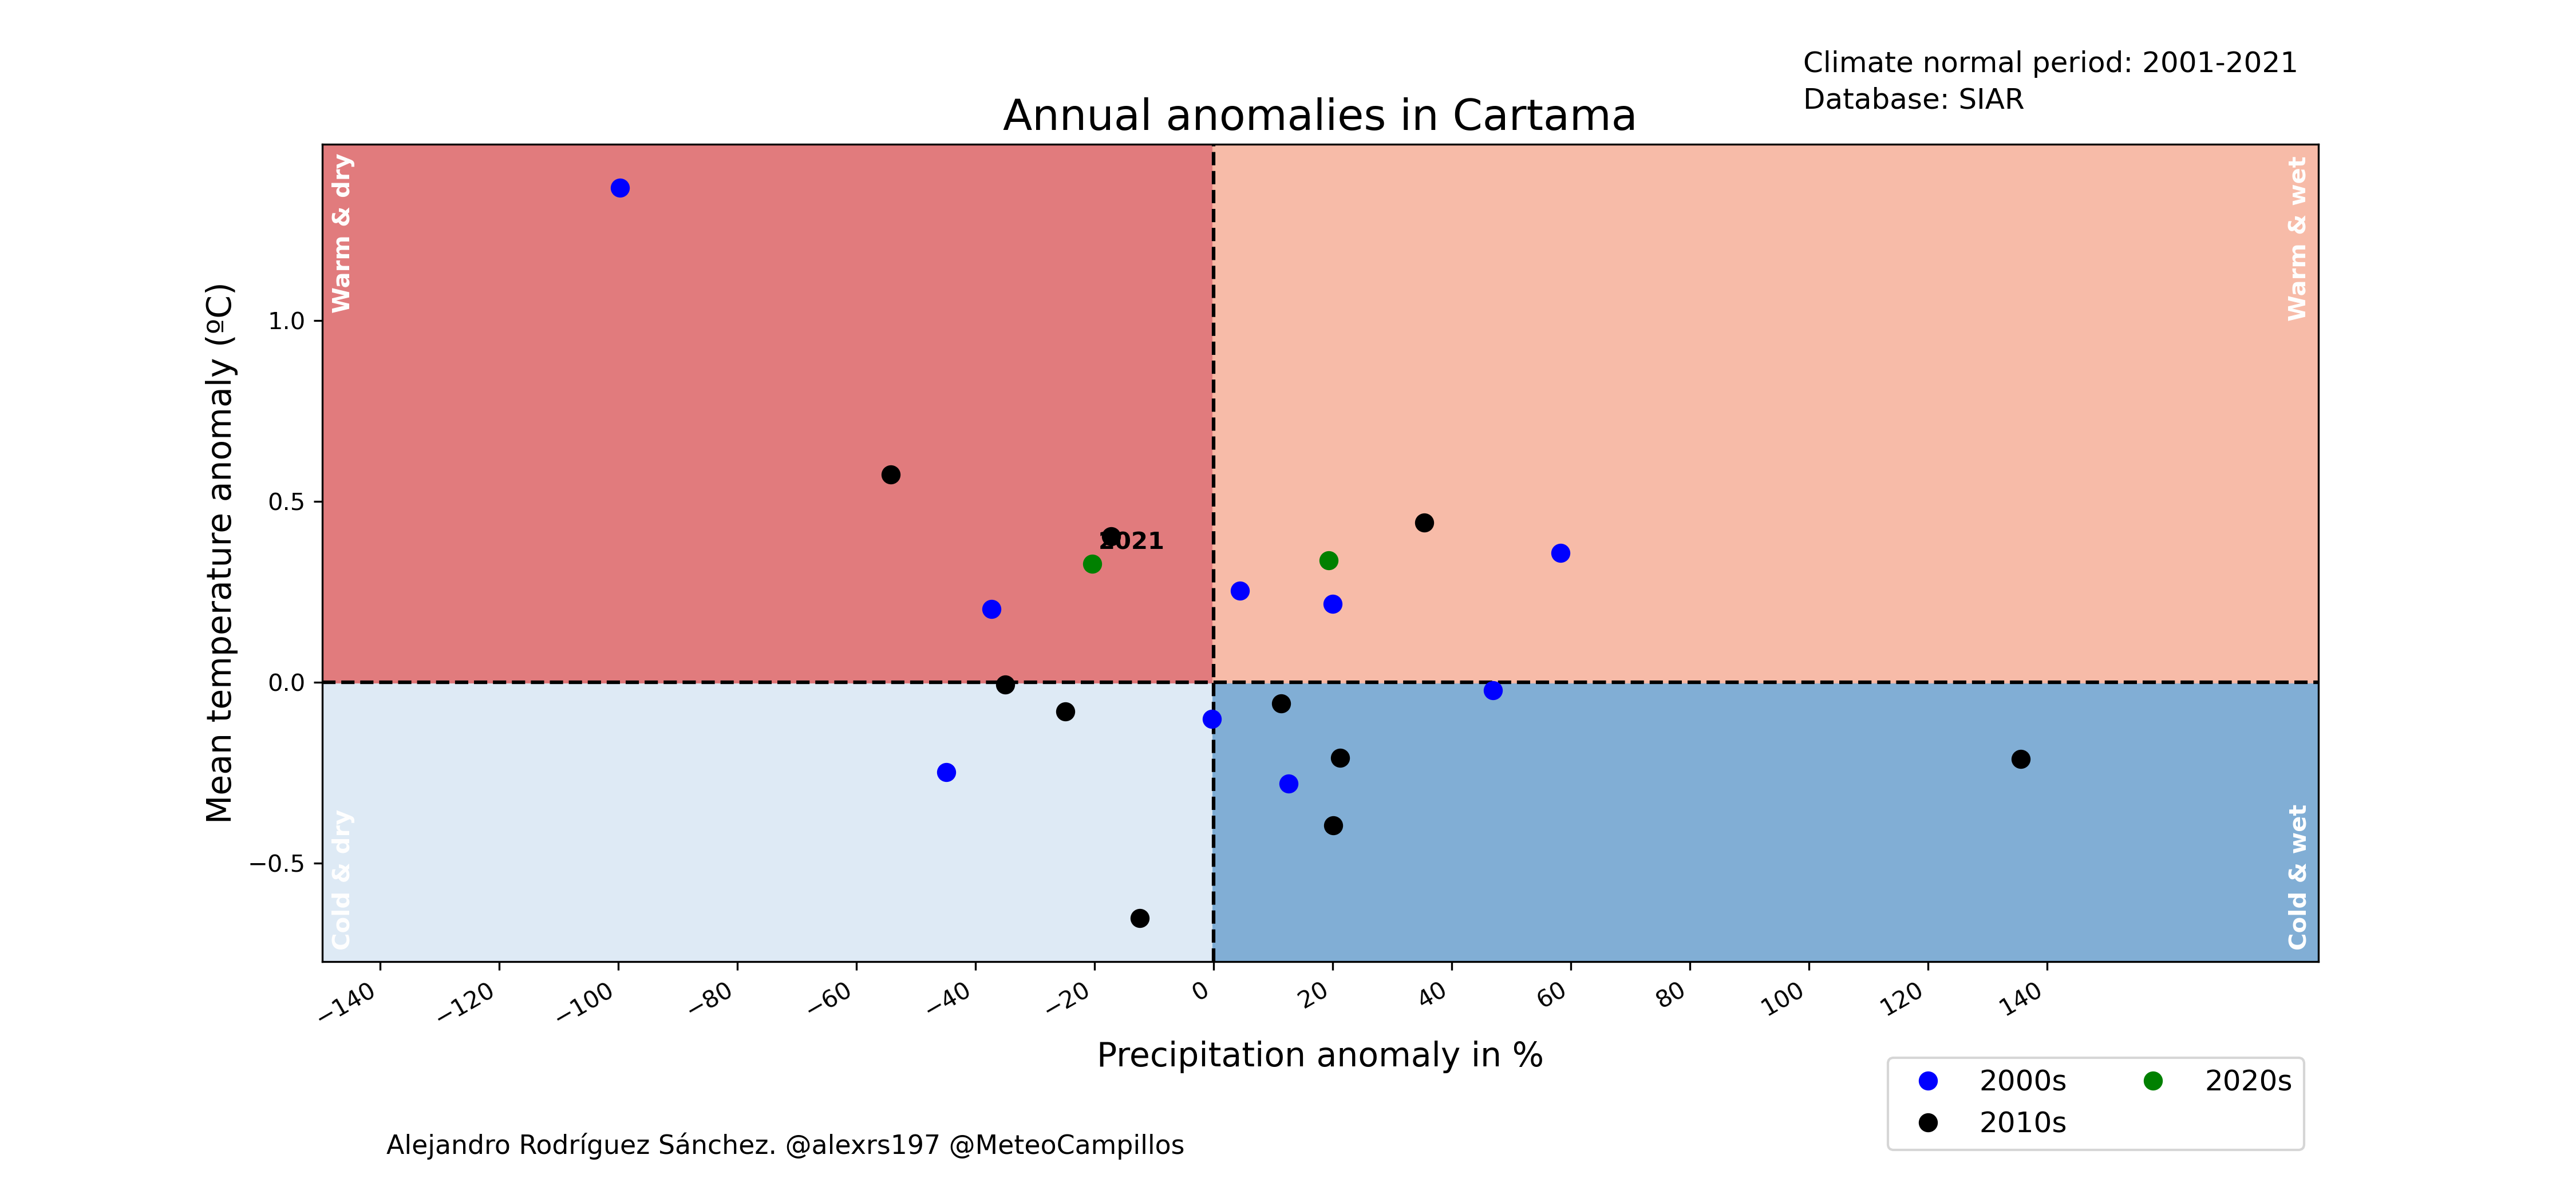 Climate normal period: 2001-2021
Database: SIAR
Annual anomalies in Cartama
Warm & dry
Warm & wet
Mean temperature anomaly (ºC)
1.0
0.5
0.0
−0.5
2021
Cold & dry
Cold & wet
−140 −120 −100 −80 −60 −40 −20 0 20 40 60 80 100 120 140
Precipitation anomaly in %
2000s 2020s
2010s
Alejandro Rodríguez Sánchez. @alexrs197 @MeteoCampillos